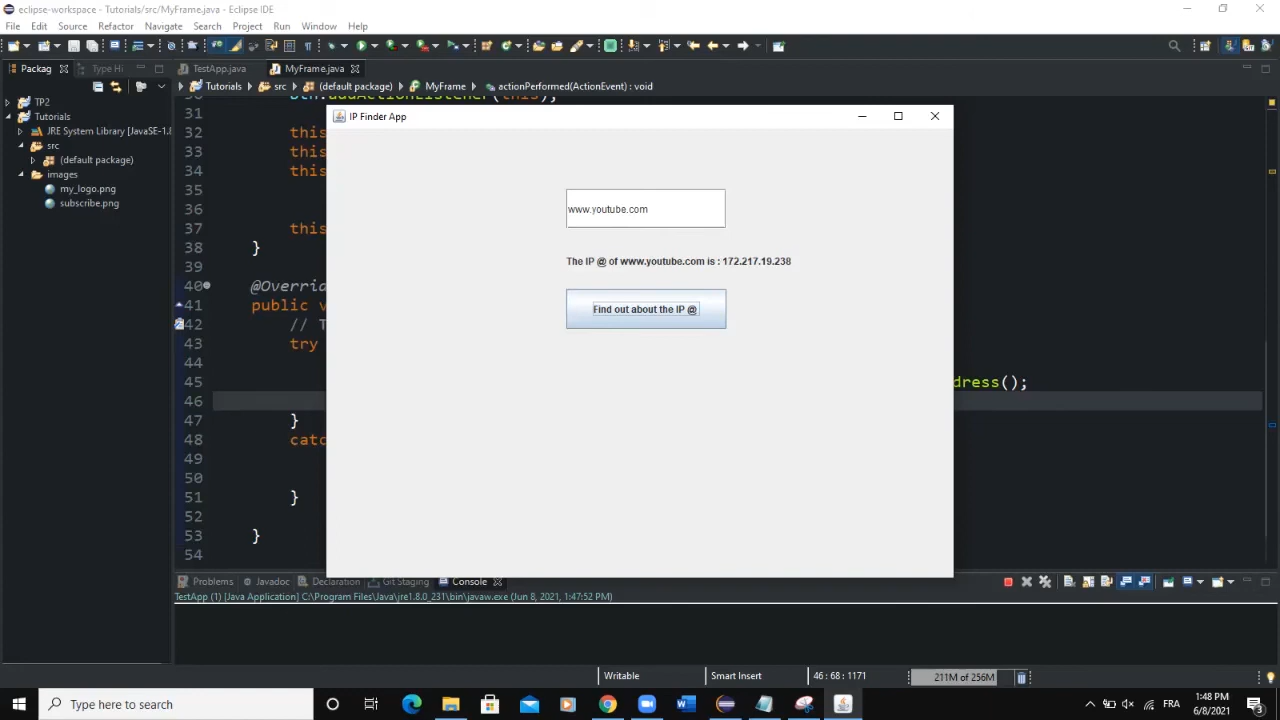 eclipse-workspace - Tutorials/src/MyFrame.java - Eclipse IDE
File Edit Source Refactor Navigate Search Project Run Window Help
Packag Type Hi TestApp.java MyFrame.java
Tutorials src (default package) MyFrame actionPerformed(ActionEvent) : void
TP2
Tutorials
JRE System Library [JavaSE-1.
src
(default package)
images
my_logo.png
subscribe.png
31
32 this
33 this
34 this
35
36
37 this
38 }
39
40 @Overrid
41 public v
42 // T
43 try
44
45 dress();
46
47 }
48 catc
49
50
51 }
52
53 }
54
IP Finder App
www.youtube.com
The IP @ of www.youtube.com is : 172.217.19.238
Find out about the IP @
Problems Javadoc Declaration Git Staging Console
TestApp (1) [Java Application] C:\Program Files\Java\jre1.8.0_231\bin\javaw.exe (Jun 8, 2021, 1:47:52 PM)
Writable Smart Insert 46 : 68 : 1171 211M of 256M
Type here to search
FRA
1:48 PM
6/8/2021
3